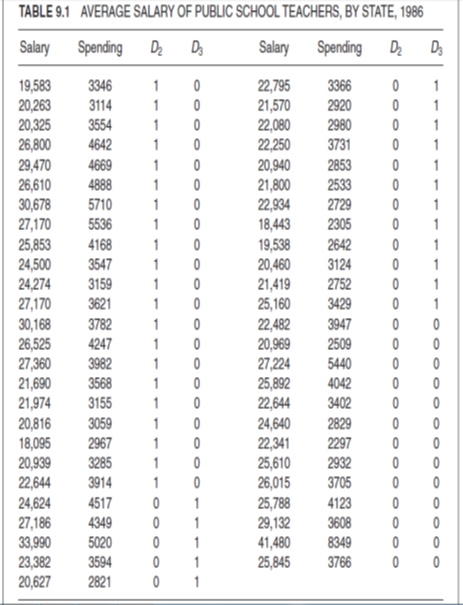 TABLE 9.1 AVERAGE SALARY OF PUBLIC SCHOOL TEACHERS, BY STATE, 1986
Salary Spending D₂ D₃ Salary Spending D₂ D₃
19,583 3346 1 0 22,795 3366 0 1
20,263 3114 1 0 21,570 2920 0 1
20,325 3554 1 0 22,080 2980 0 1
26,800 4642 1 0 22,250 3731 0 1
29,470 4669 1 0 20,940 2853 0 1
26,610 4888 1 0 21,800 2533 0 1
30,678 5710 1 0 22,934 2729 0 1
27,170 5536 1 0 18,443 2305 0 1
25,853 4168 1 0 19,538 2642 0 1
24,500 3547 1 0 20,460 3124 0 1
24,274 3159 1 0 21,419 2752 0 1
27,170 3621 1 0 25,160 3429 0 1
30,168 3782 1 0 22,482 3947 0 0
26,525 4247 1 0 20,969 2509 0 0
27,360 3982 1 0 27,224 5440 0 0
21,690 3568 1 0 25,892 4042 0 0
21,974 3155 1 0 22,644 3402 0 0
20,816 3059 1 0 24,640 2829 0 0
18,095 2967 1 0 22,341 2297 0 0
20,939 3285 1 0 25,610 2932 0 0
22,644 3914 1 0 26,015 3705 0 0
24,624 4517 0 1 25,788 4123 0 0
27,186 4349 0 1 29,132 3608 0 0
33,990 5020 0 1 41,480 8349 0 0
23,382 3594 0 1 25,845 3766 0 0
20,627 2821 0 1